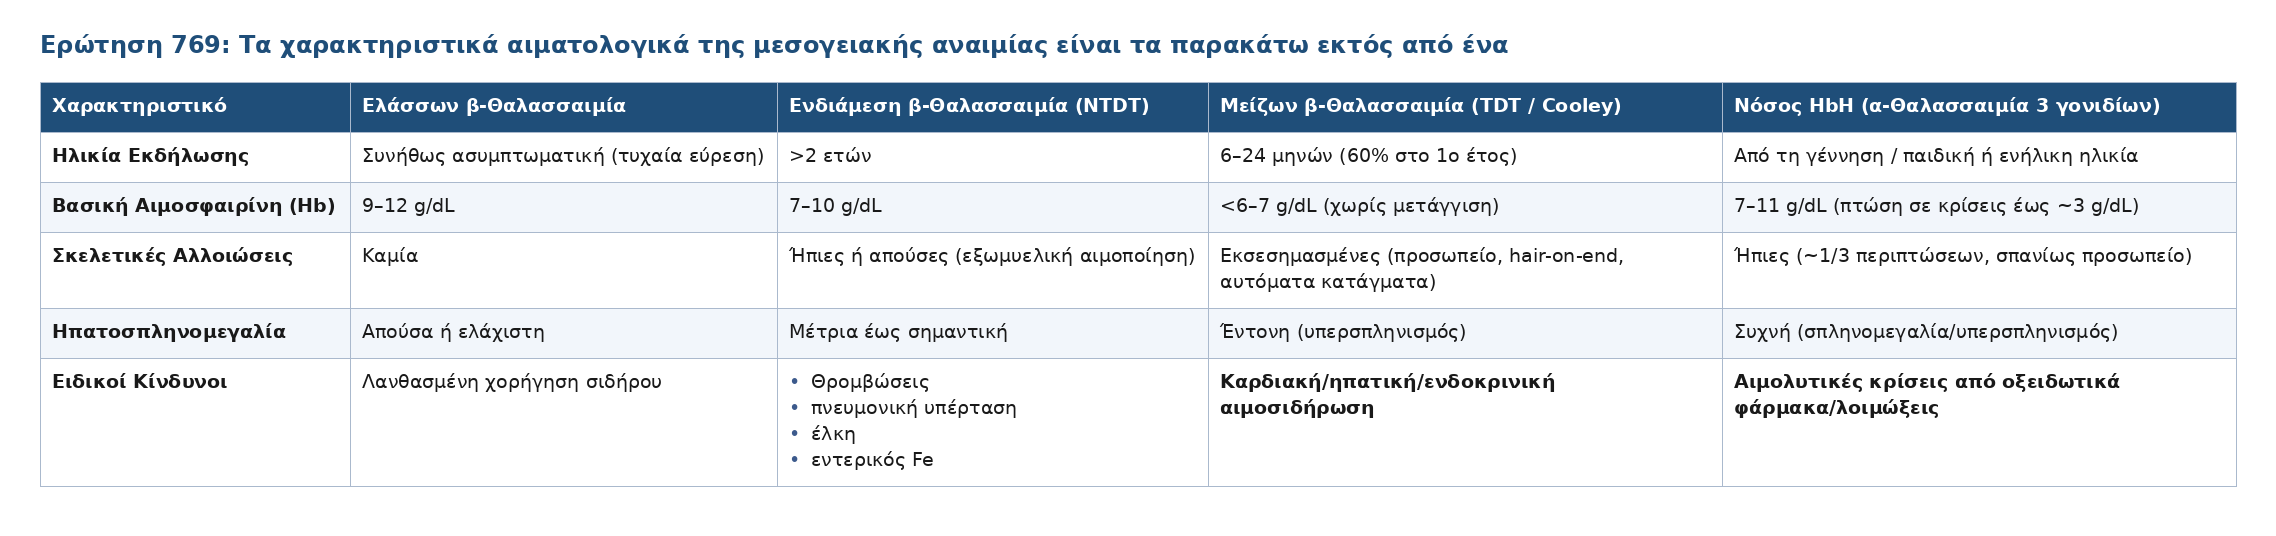 Ερώτηση 769: Τα χαρακτηριστικά αιματολογικά της μεσογειακής αναιμίας είναι τα παρακάτω εκτός από ένα
Χαρακτηριστικό
Ελάσσων β-Θαλασσαιμία
Ενδιάμεση β-Θαλασσαιμία (NTDT)
Μείζων β-Θαλασσαιμία (TDT / Cooley)
Νόσος HbH (α-Θαλασσαιμία 3 γονιδίων)
Ηλικία Εκδήλωσης
Συνήθως ασυμπτωματική (τυχαία εύρεση)
>2 ετών
6–24 μηνών (60% στο 1ο έτος)
Από τη γέννηση / παιδική ή ενήλικη ηλικία
Βασική Αιμοσφαιρίνη (Hb)
9–12 g/dL
7–10 g/dL
<6–7 g/dL (χωρίς μετάγγιση)
7–11 g/dL (πτώση σε κρίσεις έως ~3 g/dL)
Σκελετικές Αλλοιώσεις
Καμία
Ήπιες ή απούσες (εξωμυελική αιμοποίηση)
Εκσεσημασμένες (προσωπείο, hair-on-end,
αυτόματα κατάγματα)
Ήπιες (~1/3 περιπτώσεων, σπανίως προσωπείο)
Ηπατοσπληνομεγαλία
Απούσα ή ελάχιστη
Μέτρια έως σημαντική
Έντονη (υπερσπληνισμός)
Συχνή (σπληνομεγαλία/υπερσπληνισμός)
Ειδικοί Κίνδυνοι
Λανθασμένη χορήγηση σιδήρου
• Θρομβώσεις
• πνευμονική υπέρταση
• έλκη
• εντερικός Fe
Καρδιακή/ηπατική/ενδοκρινική
αιμοσιδήρωση
Αιμολυτικές κρίσεις από οξειδωτικά
φάρμακα/λοιμώξεις